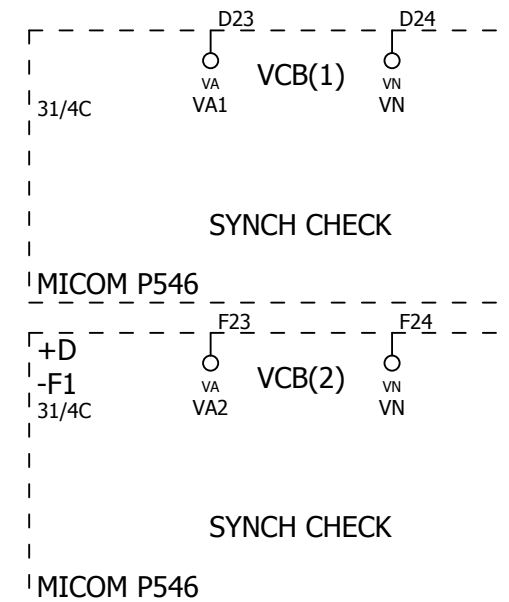 D23 D24
VA VCB(1) VN
31/4C VA1 VN
SYNCH CHECK
MICOM P546
F23 F24
+D
-F1 VA VCB(2) VN
31/4C VA2 VN
SYNCH CHECK
MICOM P546